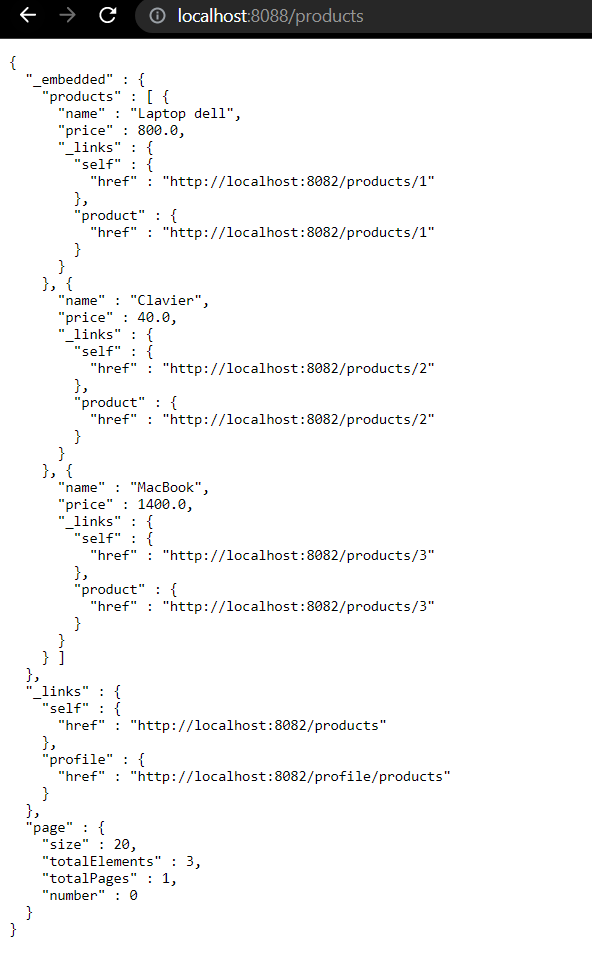 localhost:8088/products
{
  "_embedded" : {
    "products" : [ {
      "name" : "Laptop dell",
      "price" : 800.0,
      "_links" : {
        "self" : {
          "href" : "http://localhost:8082/products/1"
        },
        "product" : {
          "href" : "http://localhost:8082/products/1"
        }
      }
    }, {
      "name" : "Clavier",
      "price" : 40.0,
      "_links" : {
        "self" : {
          "href" : "http://localhost:8082/products/2"
        },
        "product" : {
          "href" : "http://localhost:8082/products/2"
        }
      }
    }, {
      "name" : "MacBook",
      "price" : 1400.0,
      "_links" : {
        "self" : {
          "href" : "http://localhost:8082/products/3"
        },
        "product" : {
          "href" : "http://localhost:8082/products/3"
        }
      }
    } ]
  },
  "_links" : {
    "self" : {
      "href" : "http://localhost:8082/products"
    },
    "profile" : {
      "href" : "http://localhost:8082/profile/products"
    }
  },
  "page" : {
    "size" : 20,
    "totalElements" : 3,
    "totalPages" : 1,
    "number" : 0
  }
}